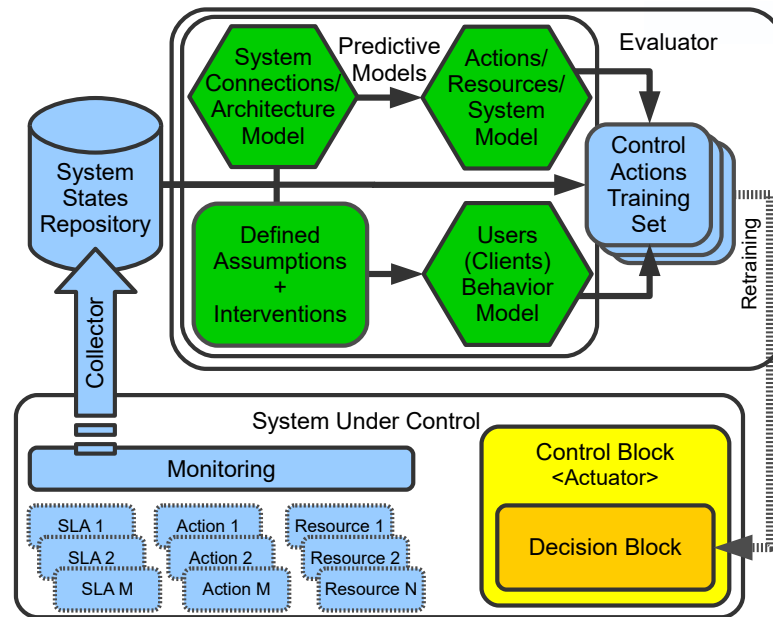 System
Connections/
Architecture
Model
Predictive
Models
Actions/
Resources/
System
Model
Evaluator
System
States
Repository
Control
Actions
Training
Set
Defined
Assumptions
+
Interventions
Users
(Clients)
Behavior
Model
Retraining
Collector
System Under Control
Monitoring
Control Block
<Actuator>
Decision Block
SLA 1
SLA 2
SLA M
Action 1
Action 2
Action M
Resource 1
Resource 2
Resource N